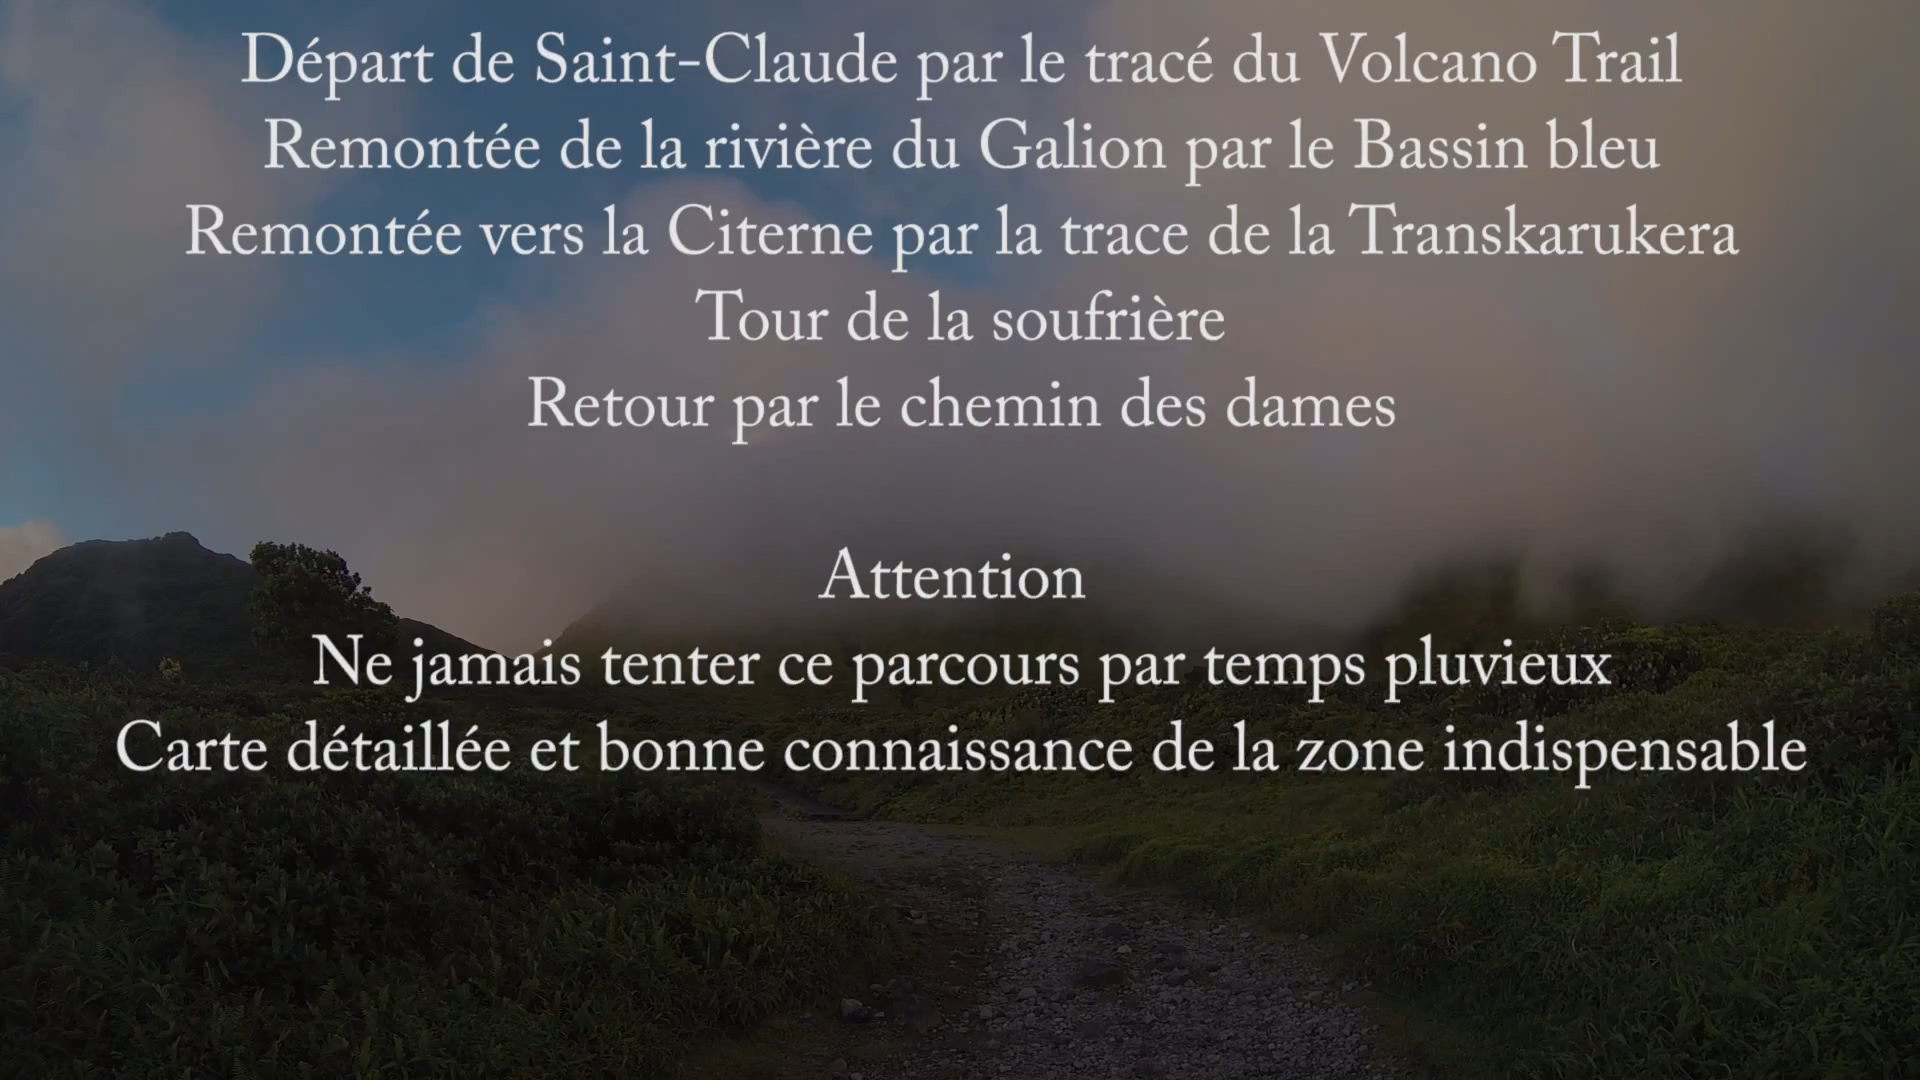 Départ de Saint-Claude par le tracé du Volcano Trail
Remontée de la rivière du Galion par le Bassin bleu
Remontée vers la Citerne par la trace de la Transkarukera
Tour de la soufrière
Retour par le chemin des dames
Attention
Ne jamais tenter ce parcours par temps pluvieux
Carte détaillée et bonne connaissance de la zone indispensable